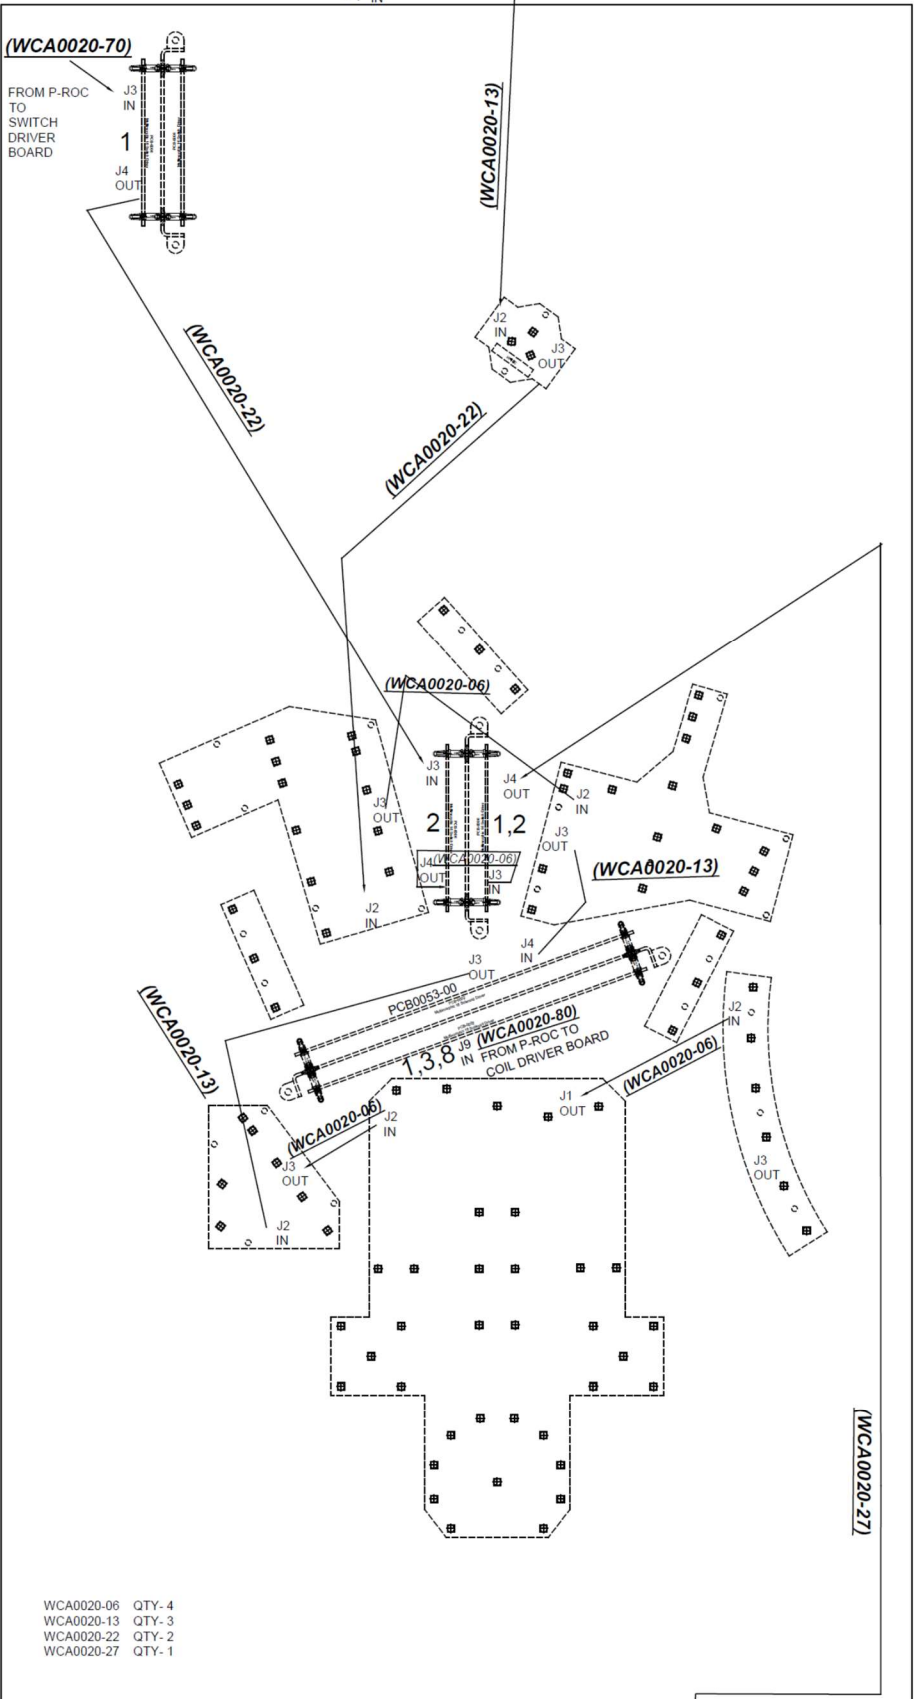 IN
(WCA0020-70)
FROM P-ROC
TO
SWITCH
DRIVER
BOARD
J3
IN
1
J4
OUT
(WCA0020-13)
J2
IN
J3
OUT
(WCA0020-22)
(WCA0020-22)
(WCA0020-06)
J3
IN
J4
OUT
J2
IN
J3
OUT
2
1,2
J3
OUT
(WCA0020-06)
J4
OUT
J3
IN
(WCA0020-13)
J2
IN
J4
IN
J3
OUT
PCB0053-00
(WCA0020-13)
1,3,8
J9
IN
(WCA0020-80)
FROM P-ROC TO
COIL DRIVER BOARD
J2
IN
(WCA0020-06)
J1
OUT
(WCA0020-06)
J2
IN
J3
OUT
J2
IN
J3
OUT
(WCA0020-27)
WCA0020-06 QTY- 4
WCA0020-13 QTY- 3
WCA0020-22 QTY- 2
WCA0020-27 QTY- 1